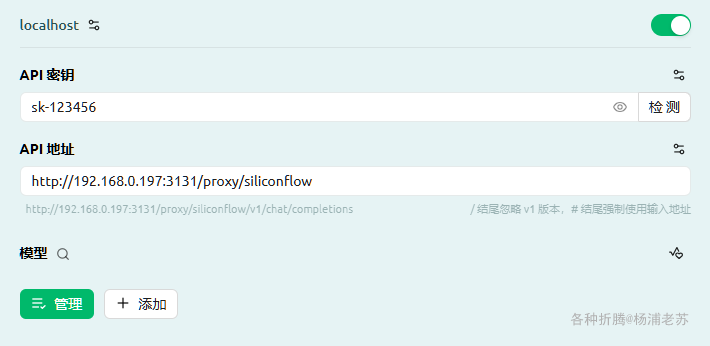 localhost
API 密钥
sk-123456 检 测
API 地址
http://192.168.0.197:3131/proxy/siliconflow
http://192.168.0.197:3131/proxy/siliconflow/v1/chat/completions / 结尾忽略 v1 版本，# 结尾强制使用输入地址
模型
管理 添加
各种折腾@杨浦老苏